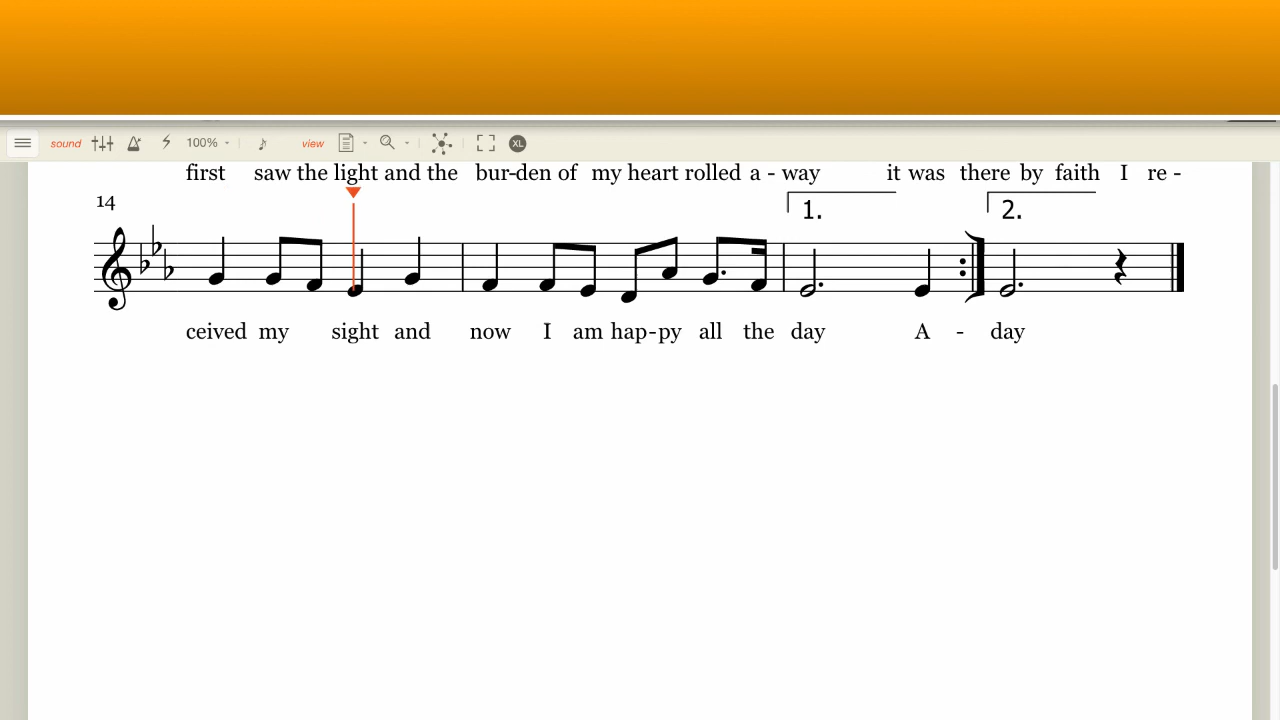 sound 100% view XL
first saw the light and the bur-den of my heart rolled a - way it was there by faith I re -
14 1. 2.
ceived my sight and now I am hap-py all the day A - day